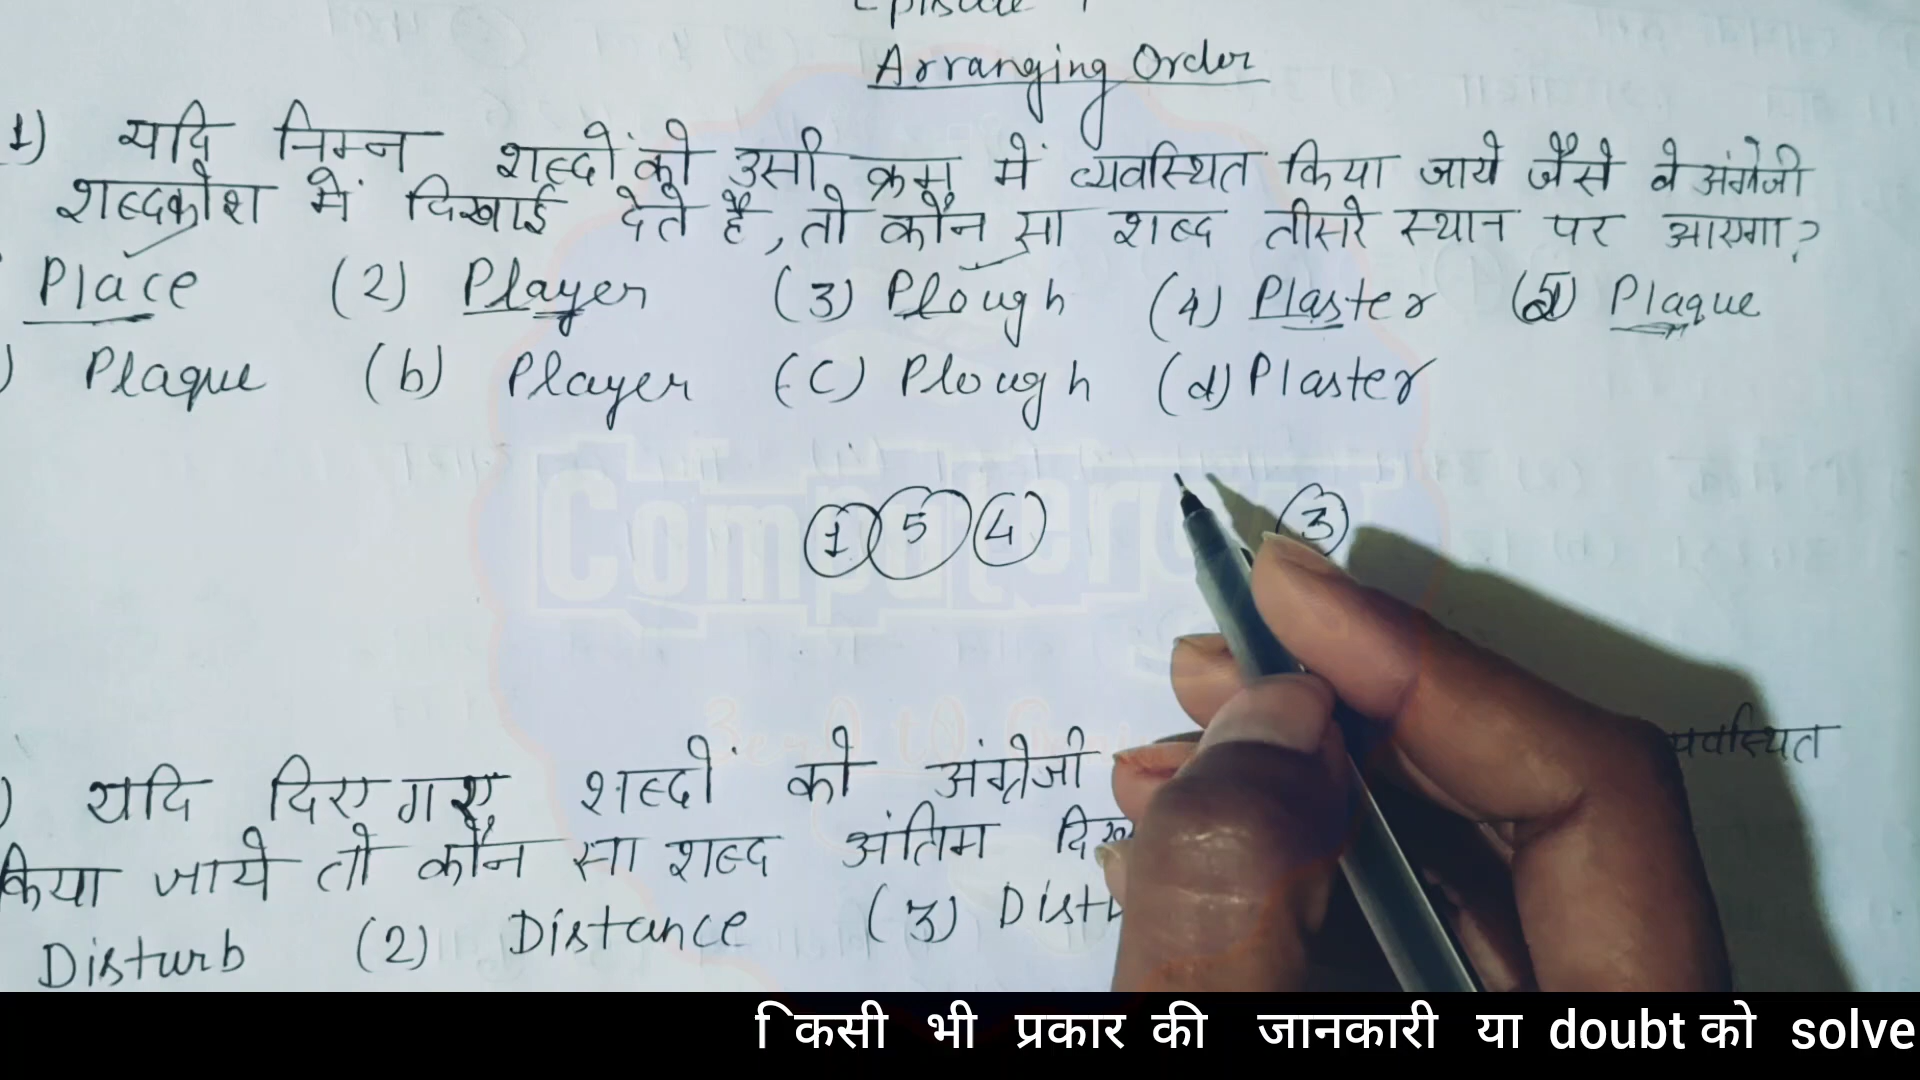 Arranging Order
1) यदि निम्न शब्दों को उसी क्रम में व्यवस्थित किया जाये जैसे वे अंग्रेजी
शब्दकोश में दिखाई देते है, तो कौन सा शब्द तीसरे स्थान पर आएगा?
Place (2) Player (3) Plough (4) Plaster (5) Plaque
) Plaque (b) Player (C) Plough (d) Plaster
1 5 4 3
Computer
) यदि दिए गए शब्दों को अंग्रेजी व्यवस्थित
किया जाये तो कौन सा शब्द अंतिम
Disturb (2) Distance (3)
किसी भी प्रकार की जानकारी या doubt को solve